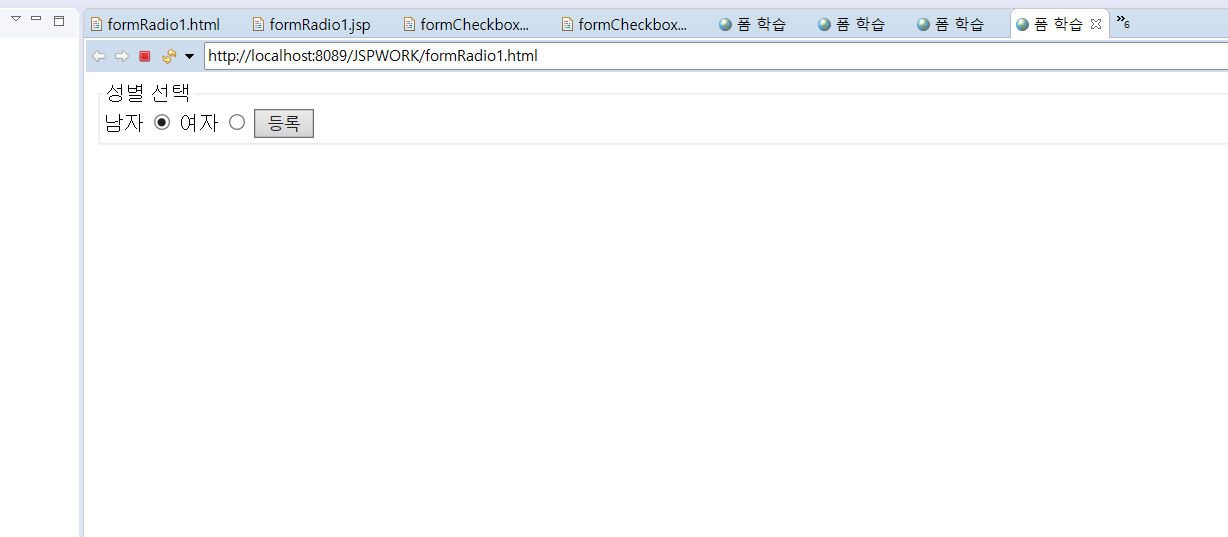 formRadio1.html formRadio1.jsp formCheckbox... formCheckbox... 폼 학습 폼 학습 폼 학습 폼 학습 »6
http://localhost:8089/JSPWORK/formRadio1.html
성별 선택
남자 여자 등록